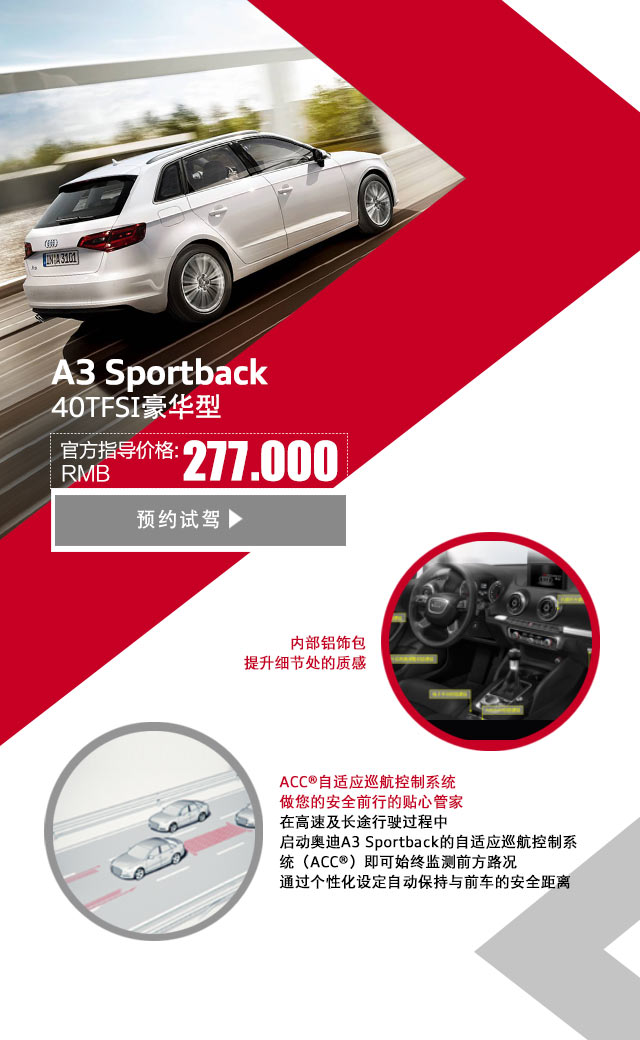 IN·A 3101
A3 Sportback
40TFSI豪华型
官方指导价格:
RMB
277.000
预约试驾
内部铝饰包
提升细节处的质感
ACC®自适应巡航控制系统
做您的安全前行的贴心管家
在高速及长途行驶过程中
启动奥迪A3 Sportback的自适应巡航控制系
统（ACC®）即可始终监测前方路况
通过个性化设定自动保持与前车的安全距离